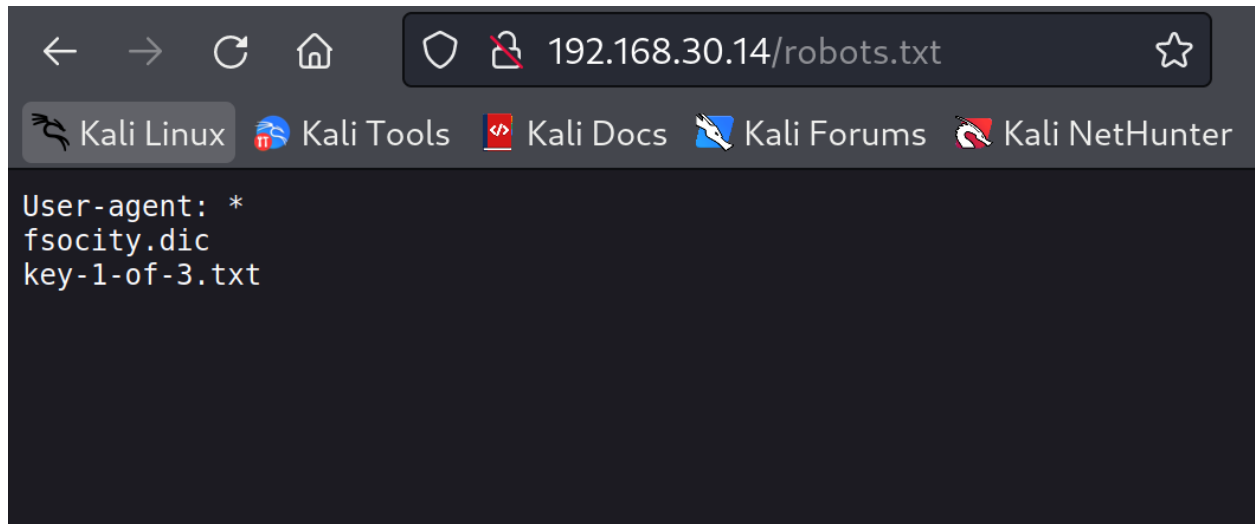 192.168.30.14/robots.txt
Kali Linux Kali Tools Kali Docs Kali Forums Kali NetHunter
User-agent: *
fsocity.dic
key-1-of-3.txt